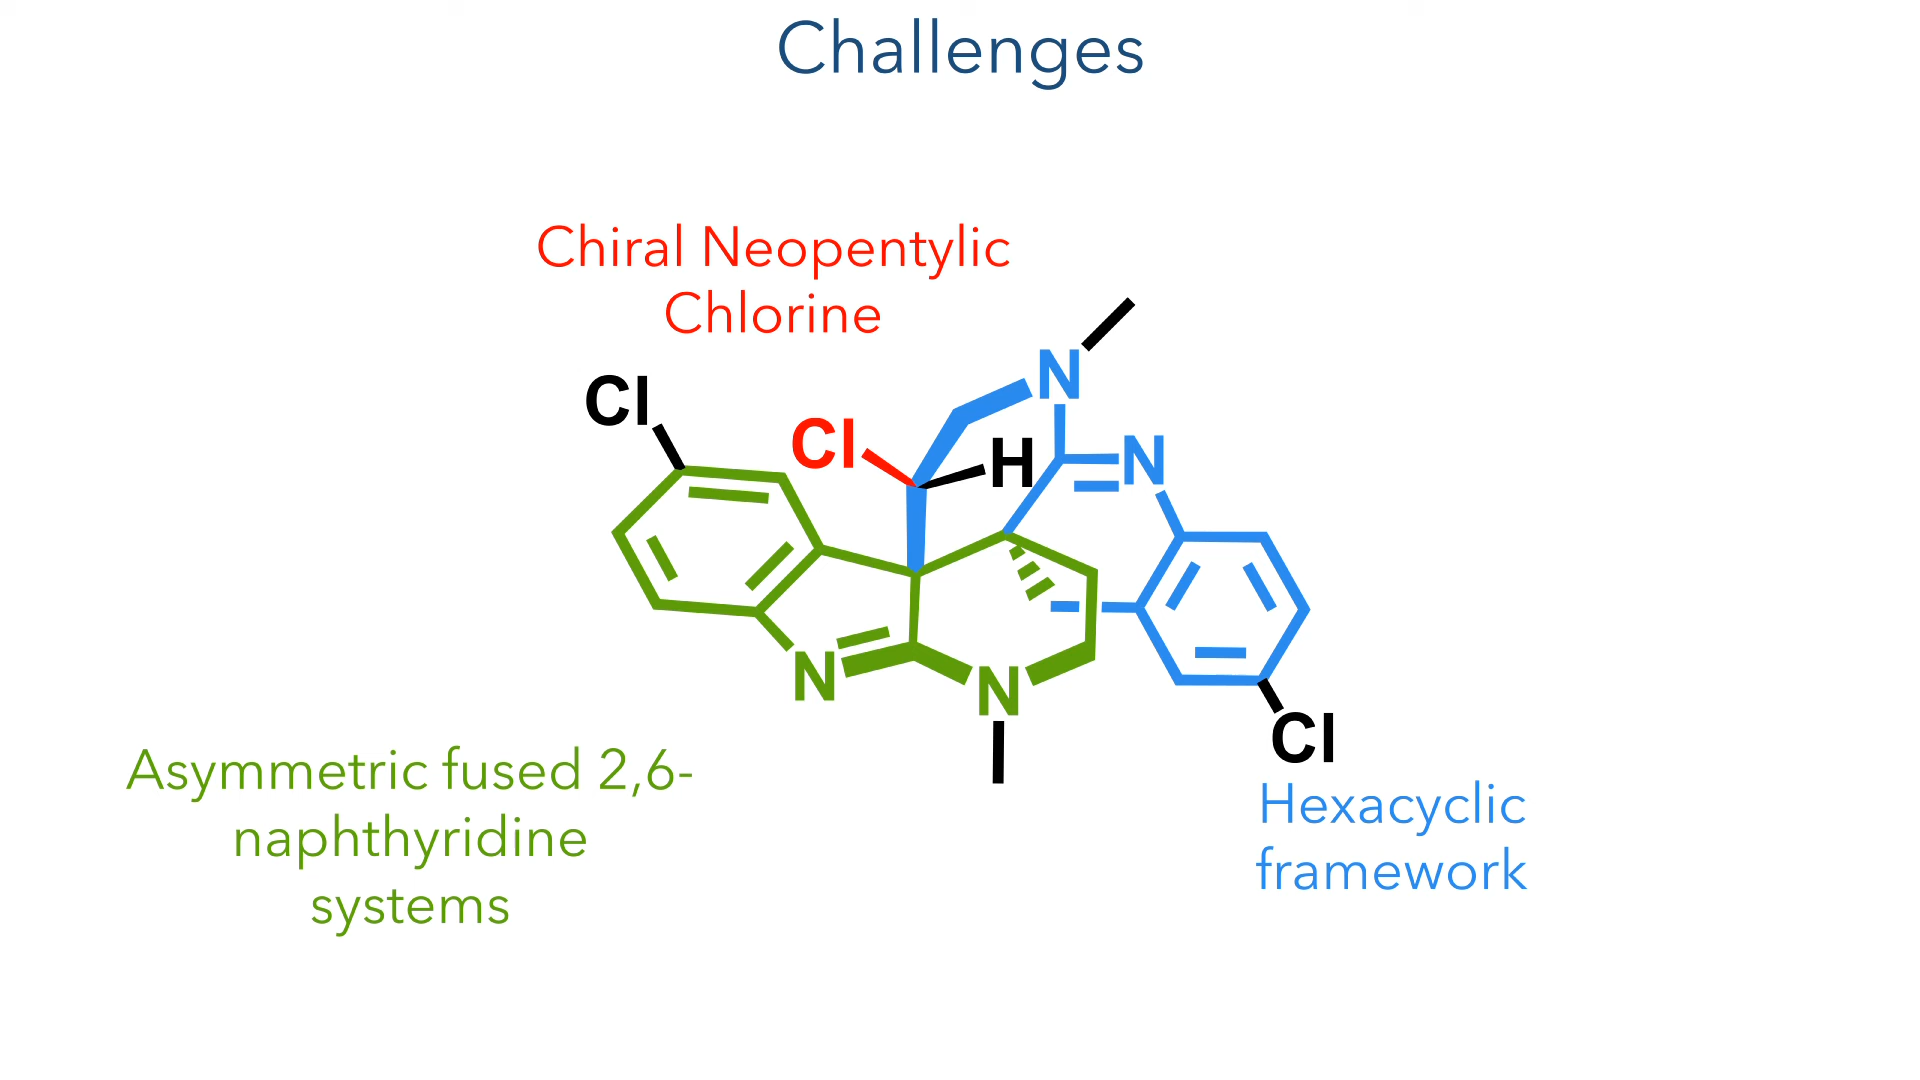 Challenges
Chiral Neopentylic
Chlorine
N
Cl
Cl
H
N
N
N
Cl
Asymmetric fused 2,6-
naphthyridine
systems
Hexacyclic
framework